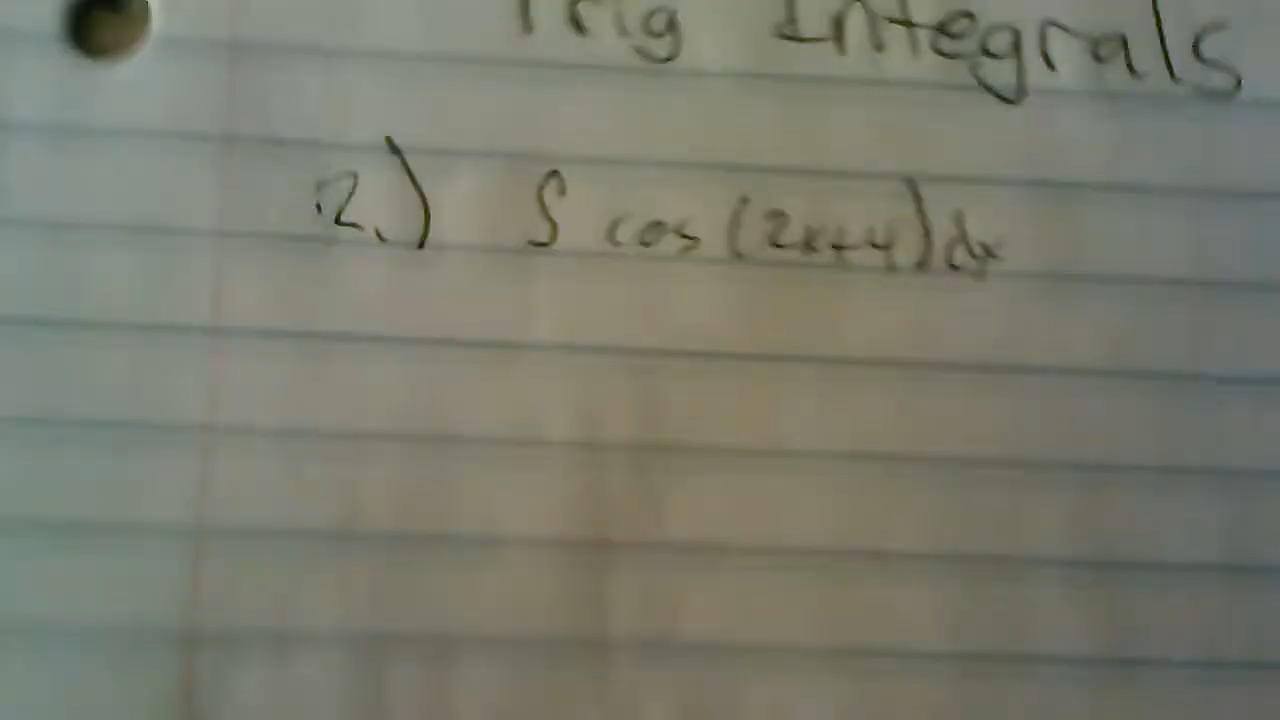 Trig Integrals
2.) ∫ cos (2x+4) dx